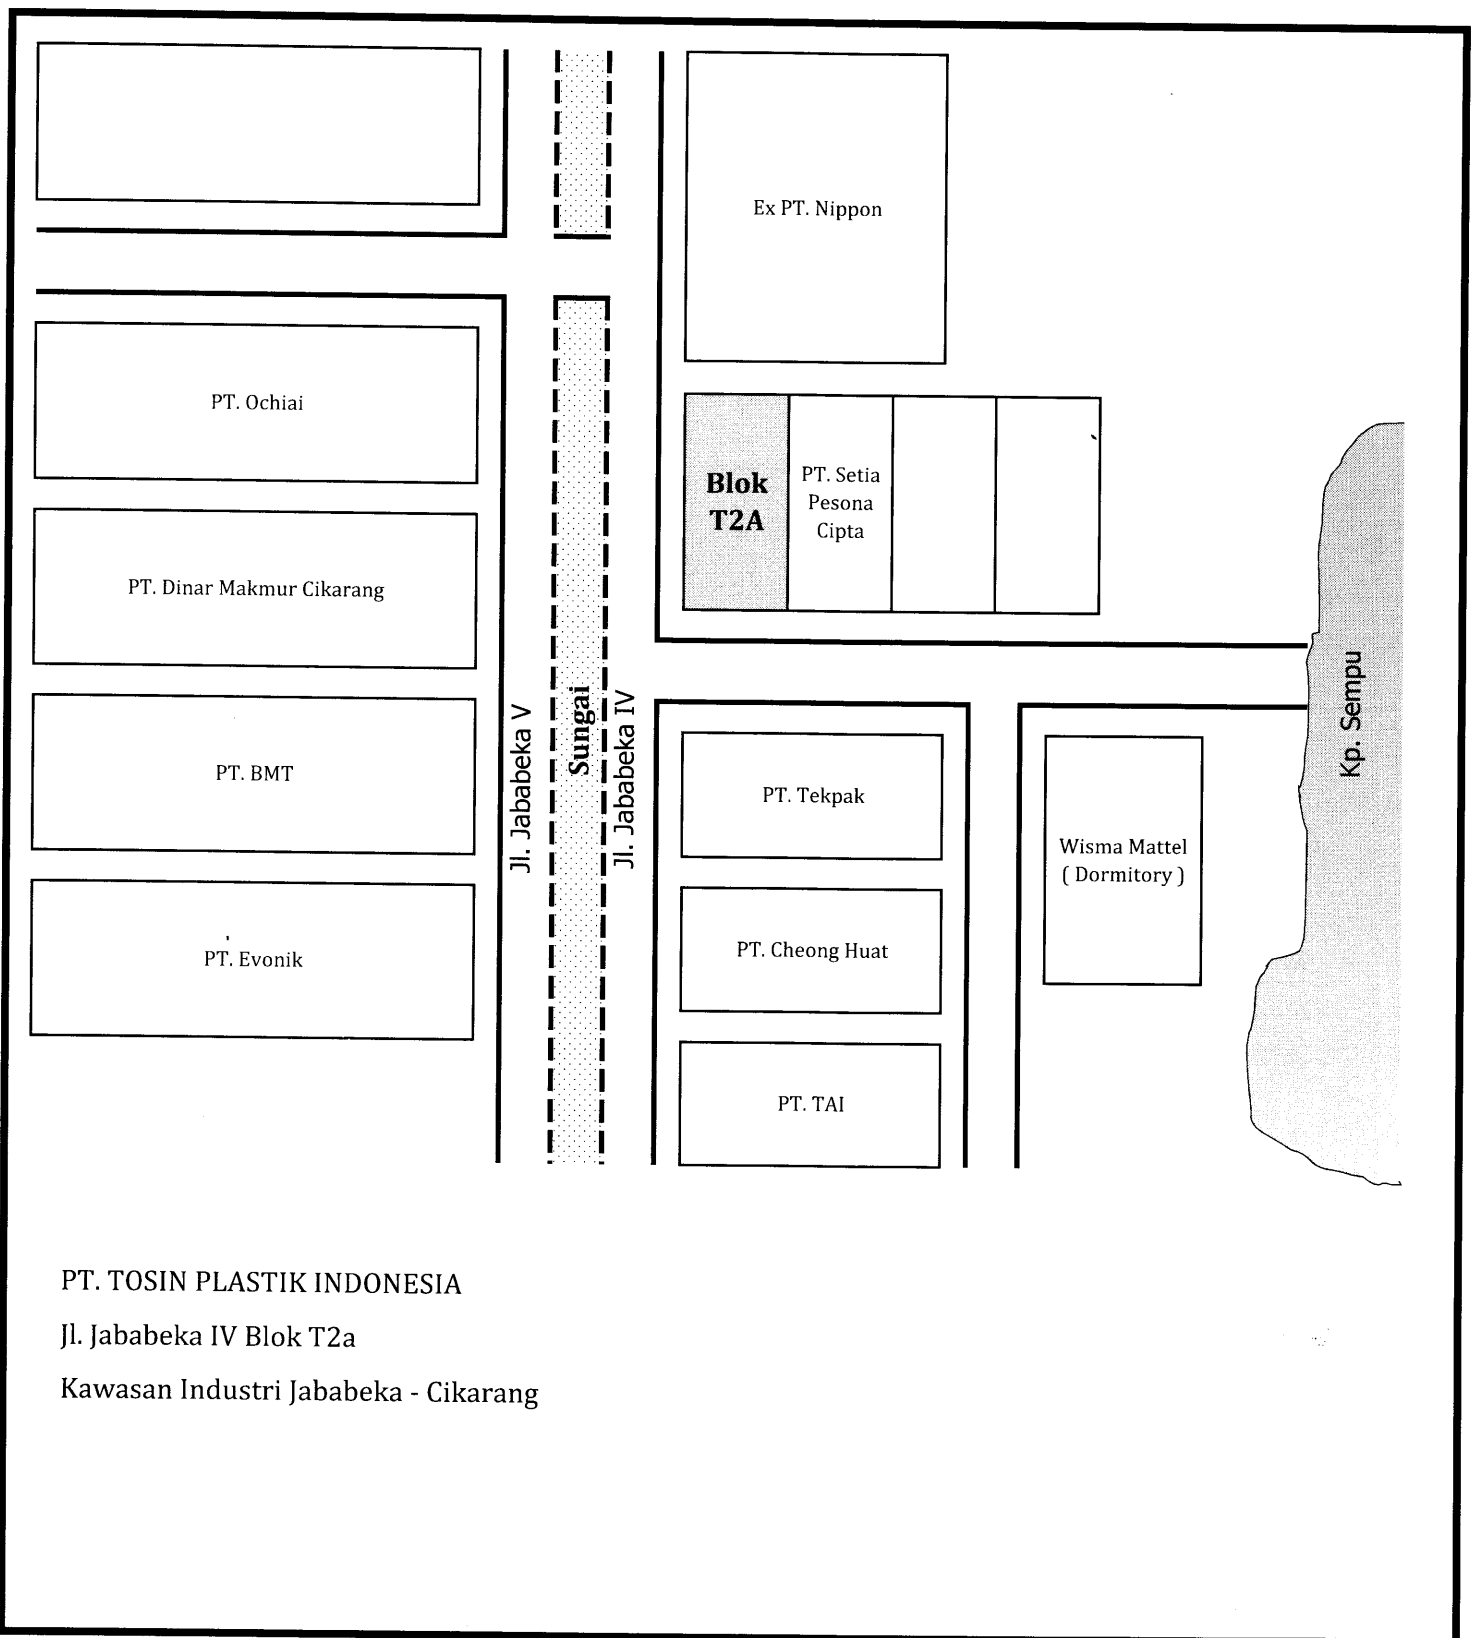 Ex PT. Nippon
PT. Ochiai
Blok
T2A
PT. Setia
Pesona
Cipta
PT. Dinar Makmur Cikarang
Jl. Jababeka V
Sungai
Jl. Jababeka IV
Kp. Sempu
PT. BMT
PT. Tekpak
Wisma Mattel
( Dormitory )
PT. Evonik
PT. Cheong Huat
PT. TAI
PT. TOSIN PLASTIK INDONESIA
Jl. Jababeka IV Blok T2a
Kawasan Industri Jababeka - Cikarang